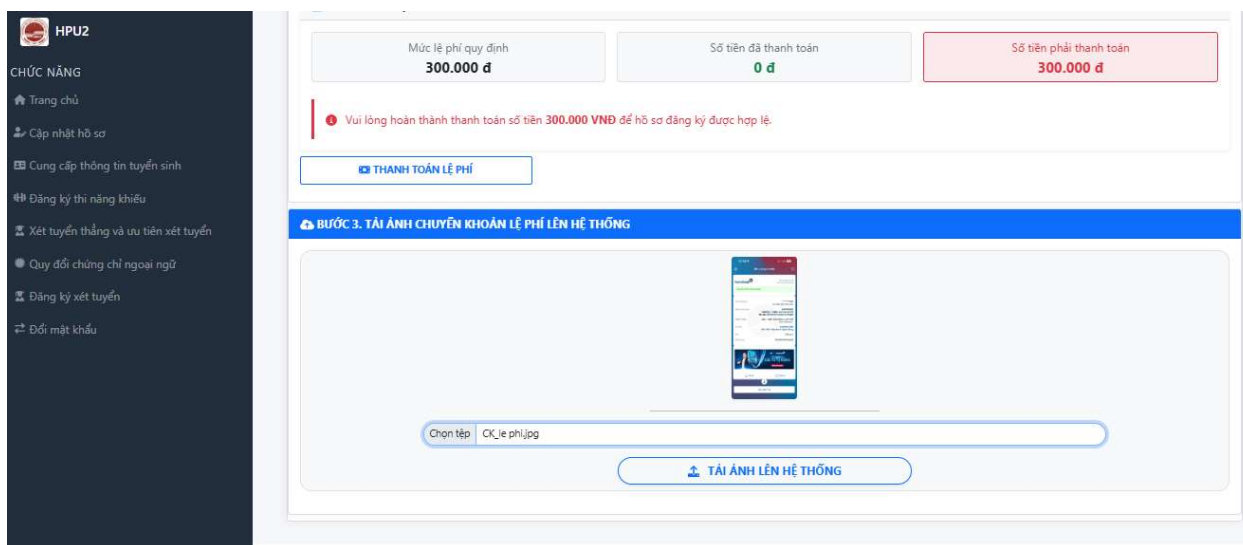 HPU2
CHỨC NĂNG
Trang chủ
Cập nhật hồ sơ
Cung cấp thông tin tuyển sinh
Đăng ký thi năng khiếu
Xét tuyển thẳng và ưu tiên xét tuyển
Quy đổi chứng chỉ ngoại ngữ
Đăng ký xét tuyển
Đổi mật khẩu
Mức lệ phí quy định
300.000 đ
Số tiền đã thanh toán
0 đ
Số tiền phải thanh toán
300.000 đ
Vui lòng hoàn thành thanh toán số tiền 300.000 VNĐ để hồ sơ đăng ký được hợp lệ.
THANH TOÁN LỆ PHÍ
BƯỚC 3. TẢI ẢNH CHUYỂN KHOẢN LỆ PHÍ LÊN HỆ THỐNG
Chọn tệp CK_le phi.jpg
TẢI ẢNH LÊN HỆ THỐNG